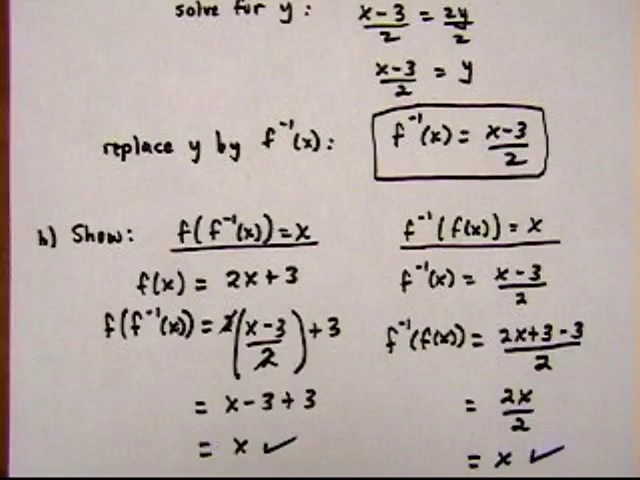 solve for y: x-3/2 = 2y/2
x-3/2 = y
replace y by f⁻¹(x): f⁻¹(x) = x-3/2
b) Show: f(f⁻¹(x)) = x
f(x) = 2x+3
f(f⁻¹(x)) = 2(x-3/2)+3
= x-3+3
= x ✓
f⁻¹(f(x)) = x
f⁻¹(x) = x-3/2
f⁻¹(f(x)) = 2x+3-3/2
= 2x/2
= x ✓